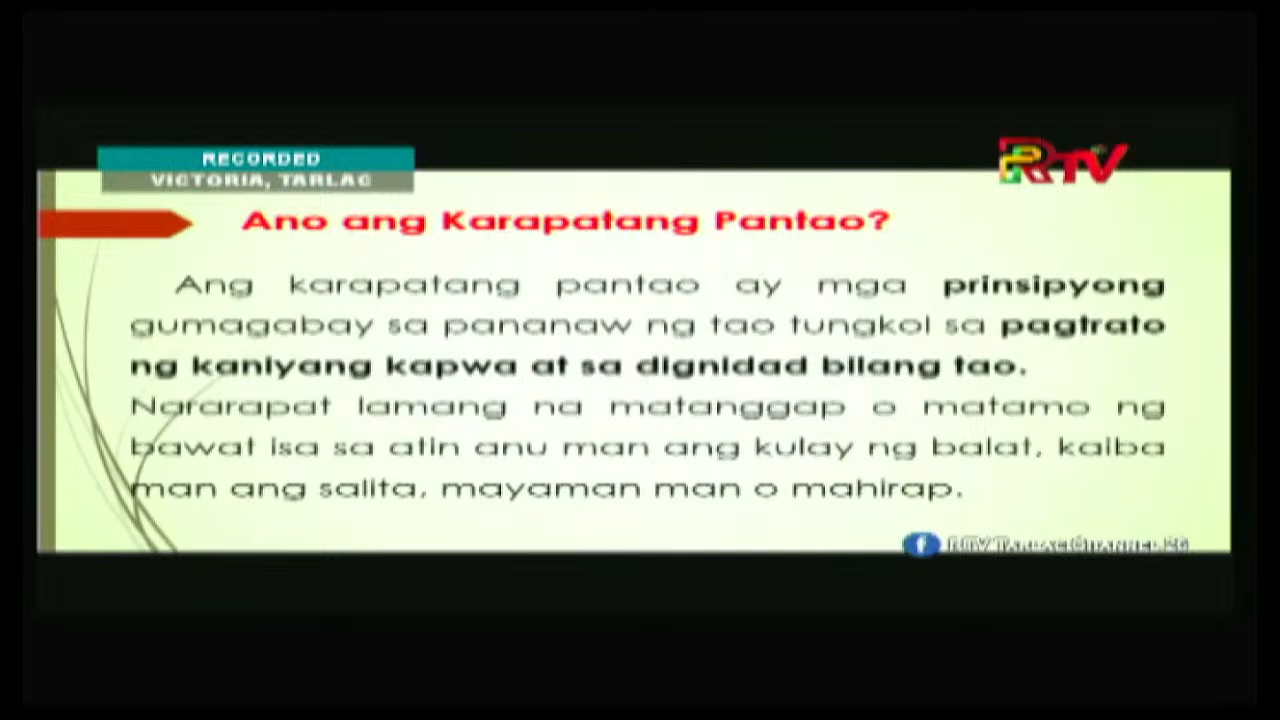 RECORDED
VICTORIA, TARLAC
RTV
Ano ang Karapatang Pantao?
Ang karapatang pantao ay mga prinsipyong
gumagabay sa pananaw ng tao tungkol sa pagtrato
ng kaniyang kapwa at sa dignidad bilang tao.
Nararapat lamang na matanggap o matamo ng
bawat isa sa atin anu man ang kulay ng balat, kaiba
man ang salita, mayaman man o mahirap.